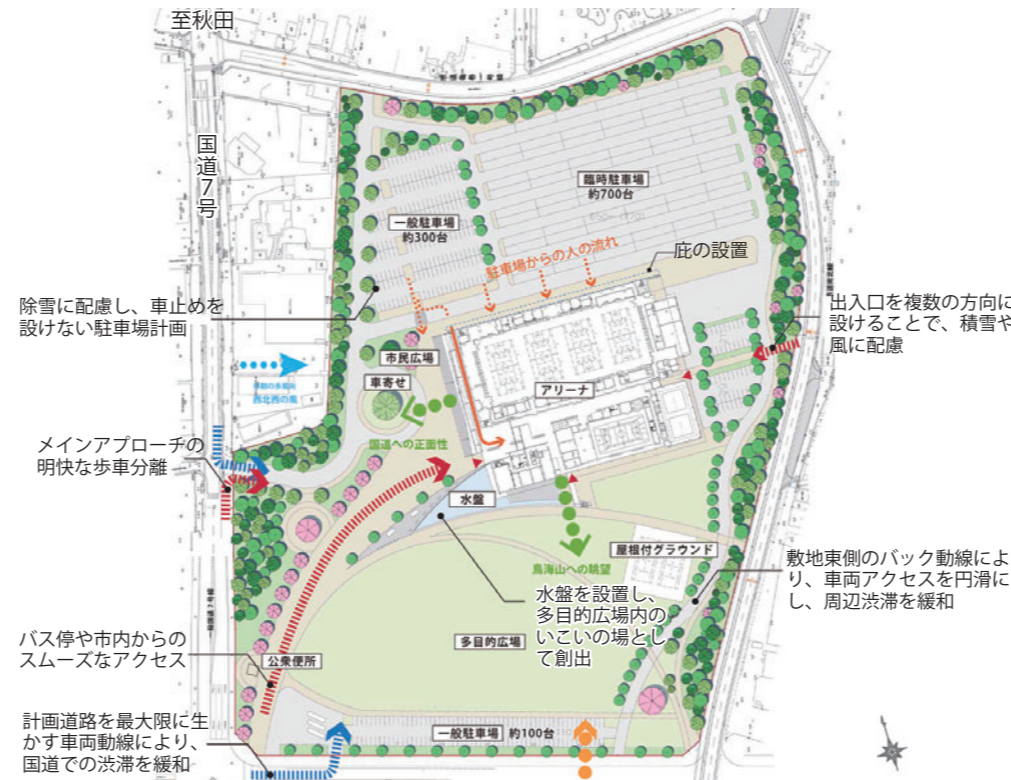 至秋田
国道7号
臨時駐車場
約700台
一般駐車場
約300台
駐車場からの人の流れ
庇の設置
除雪に配慮し、車止めを
設けない駐車場計画
出入口を複数の方向に
設けることで、積雪や
風に配慮
市民広場
車寄せ
アリーナ
西北西の風
国道への正面性
メインアプローチの
明快な歩車分離
水盤
屋根付グラウンド
鳥海山への眺望
敷地東側のバック動線によ
り、車両アクセスを円滑に
し、周辺渋滞を緩和
水盤を設置し、
多目的広場内の
いこいの場とし
て創出
多目的広場
バス停や市内からの
スムーズなアクセス
公衆便所
計画道路を最大限に生
かす車両動線により、
国道での渋滞を緩和
一般駐車場 約100台